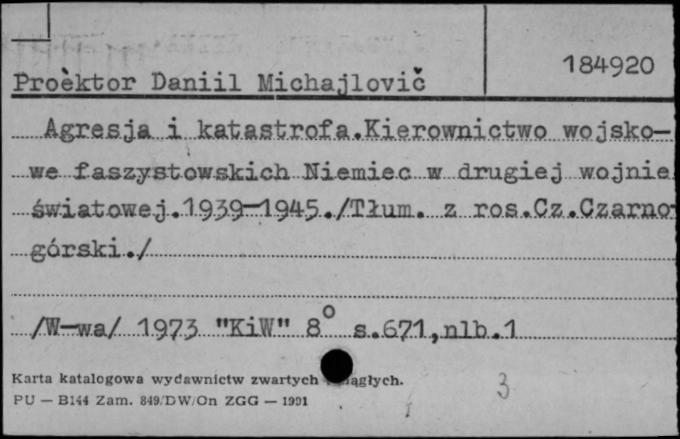 184920
Proèktor Daniil Michajlovič
Agresja i katastrofa.Kierownictwo wojsko-
we faszystowskich Niemiec w drugiej wojnie
światowej.1939-1945./Tłum. z ros.Cz.Czarno-
górski./
/W-wa/ 1973 "KiW" 8° s.671,nlb.1
Karta katalogowa wydawnictw zwartych
PU — B144 Zam. 849/DW/On ZGG — 1991
3